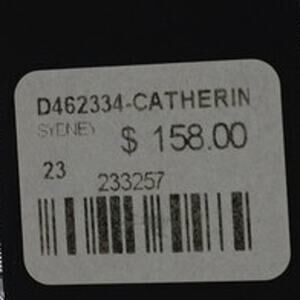 D462334-CATHERIN
SYDNEY
$ 158.00
23
233257